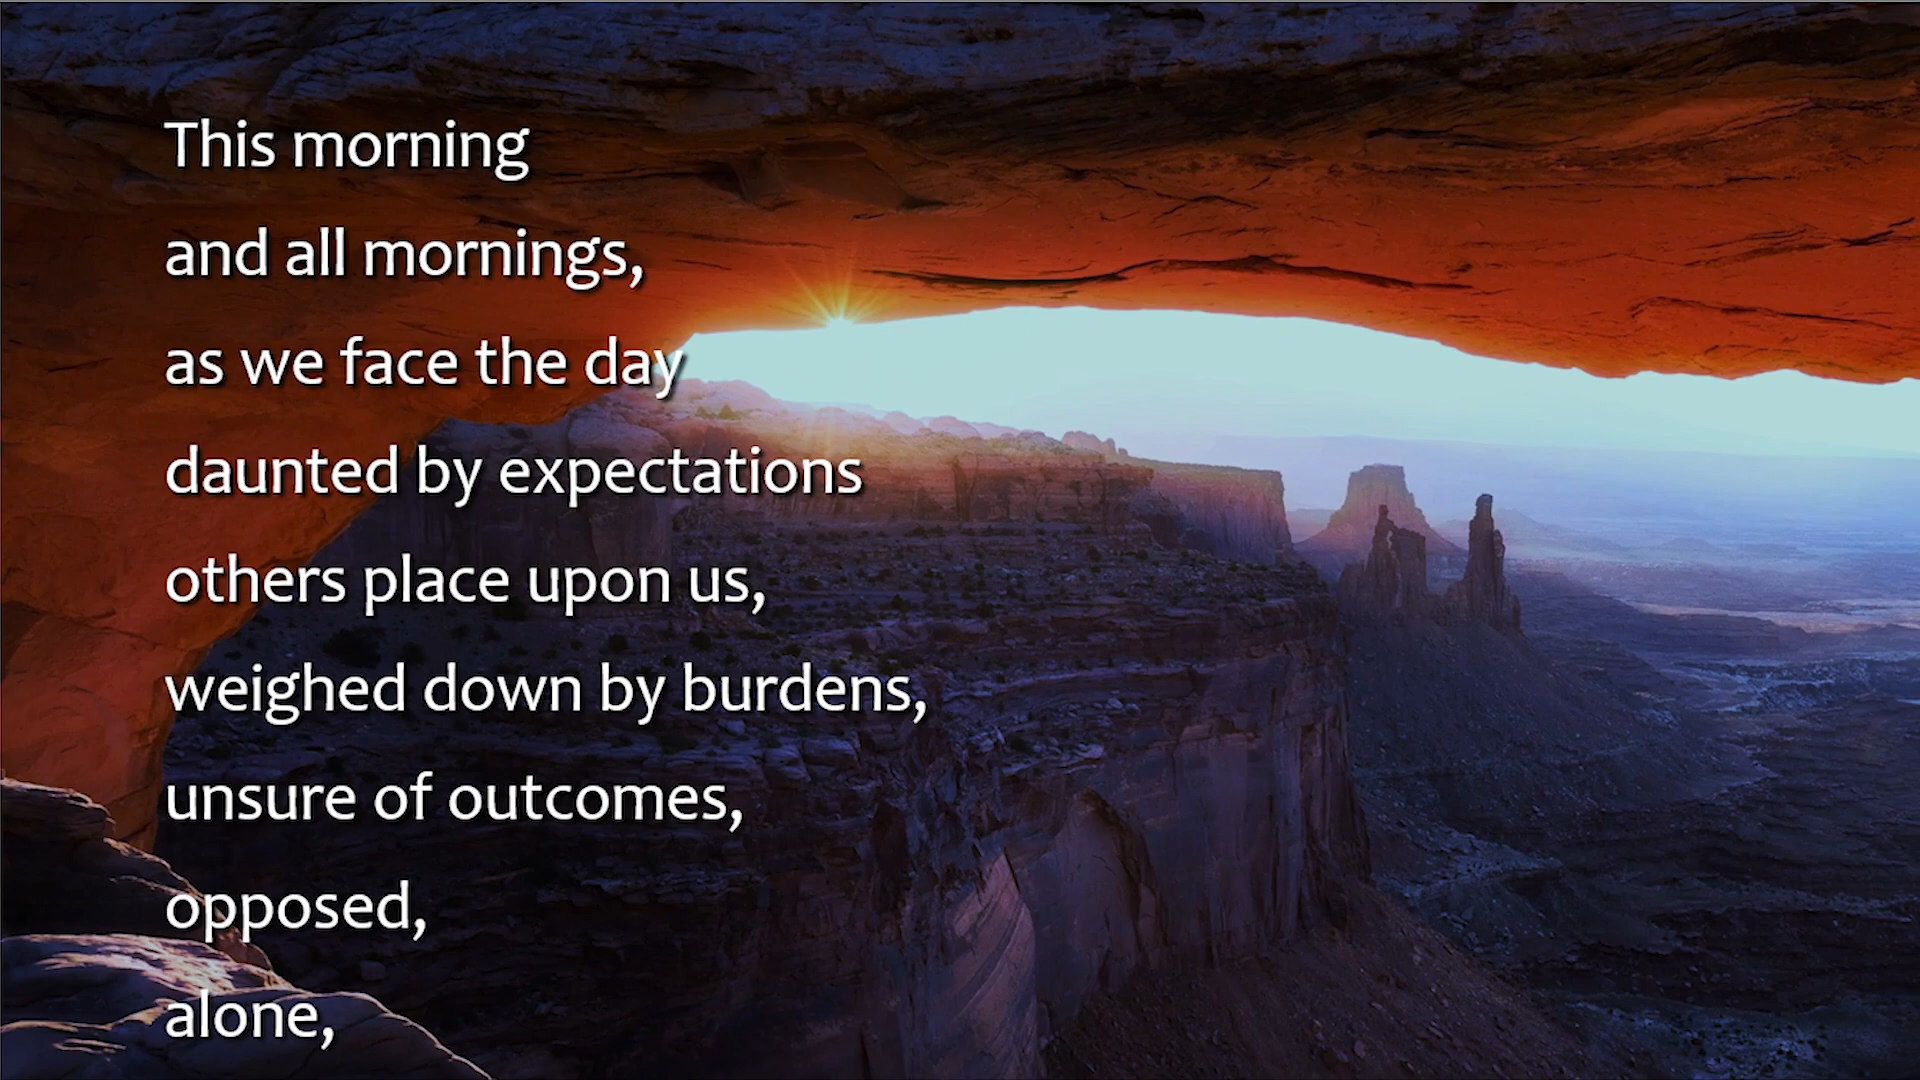 This morning
and all mornings,
as we face the day
daunted by expectations
others place upon us,
weighed down by burdens,
unsure of outcomes,
opposed,
alone,